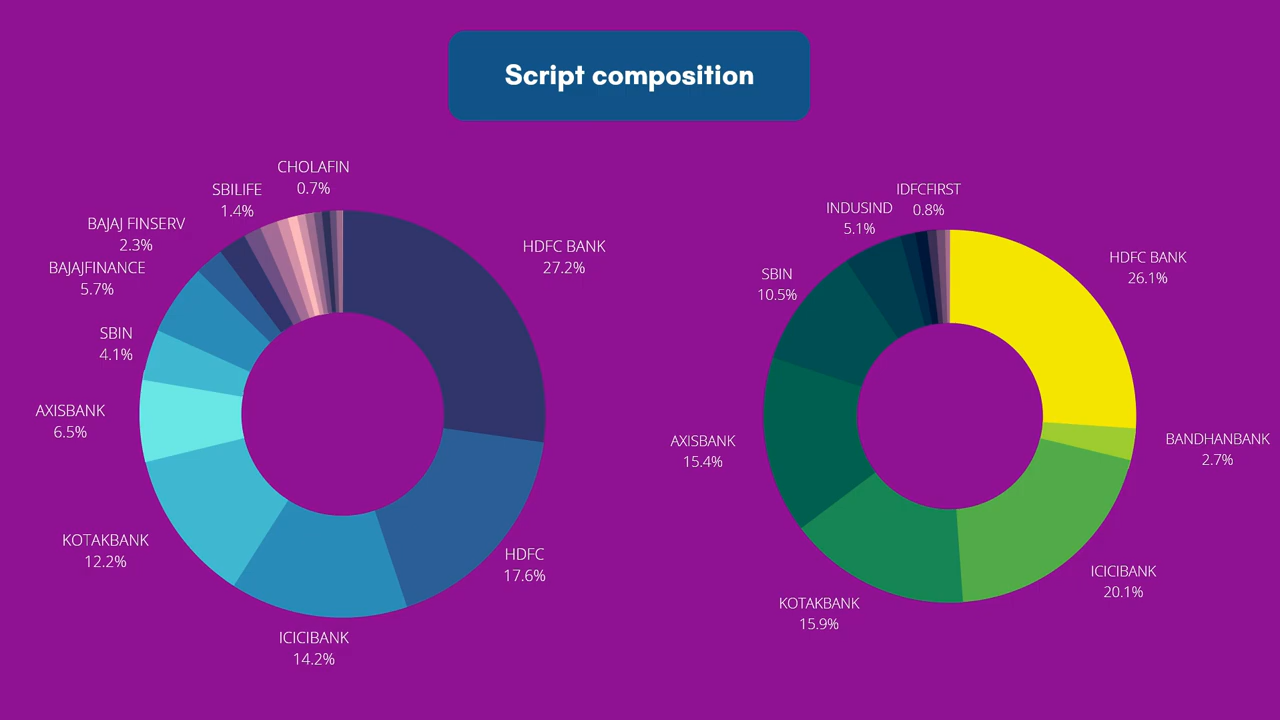 Script composition
CHOLAFIN
0.7%
SBILIFE
1.4%
BAJAJ FINSERV
2.3%
BAJAJFINANCE
5.7%
SBIN
4.1%
AXISBANK
6.5%
KOTAKBANK
12.2%
ICICIBANK
14.2%
HDFC
17.6%
HDFC BANK
27.2%
IDFCFIRST
0.8%
INDUSIND
5.1%
SBIN
10.5%
AXISBANK
15.4%
KOTAKBANK
15.9%
ICICIBANK
20.1%
BANDHANBANK
2.7%
HDFC BANK
26.1%